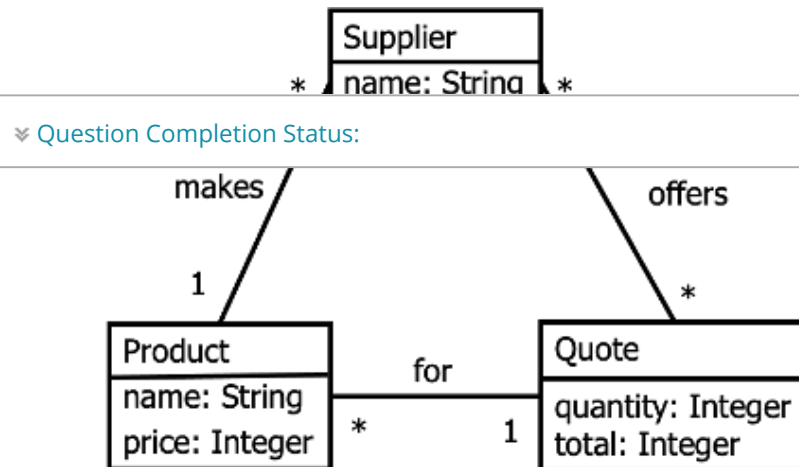 Supplier
* name: String *
Question Completion Status:
makes offers
1 *
Product Quote
for
name: String quantity: Integer
* 1
price: Integer total: Integer